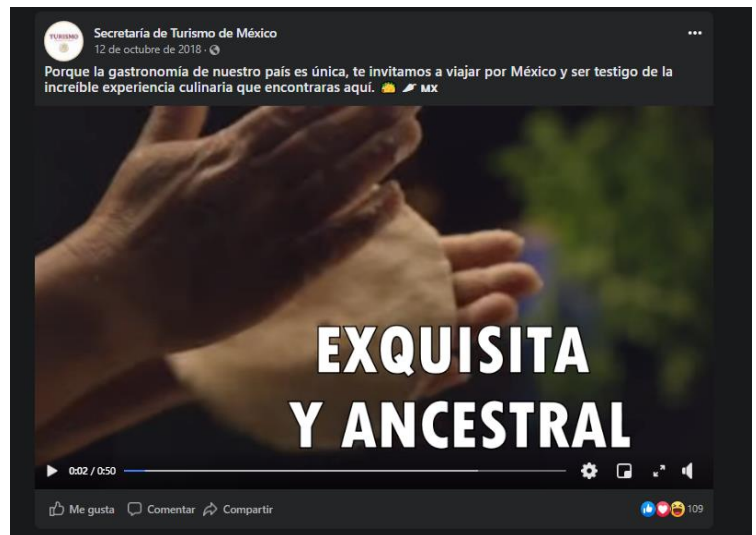 TURISMO
Secretaría de Turismo de México
12 de octubre de 2018 ·
Porque la gastronomía de nuestro país es única, te invitamos a viajar por México y ser testigo de la
increíble experiencia culinaria que encontraras aquí. 🌮 🌶 MX
EXQUISITA
Y ANCESTRAL
0:02 / 0:50
Me gusta Comentar Compartir 109